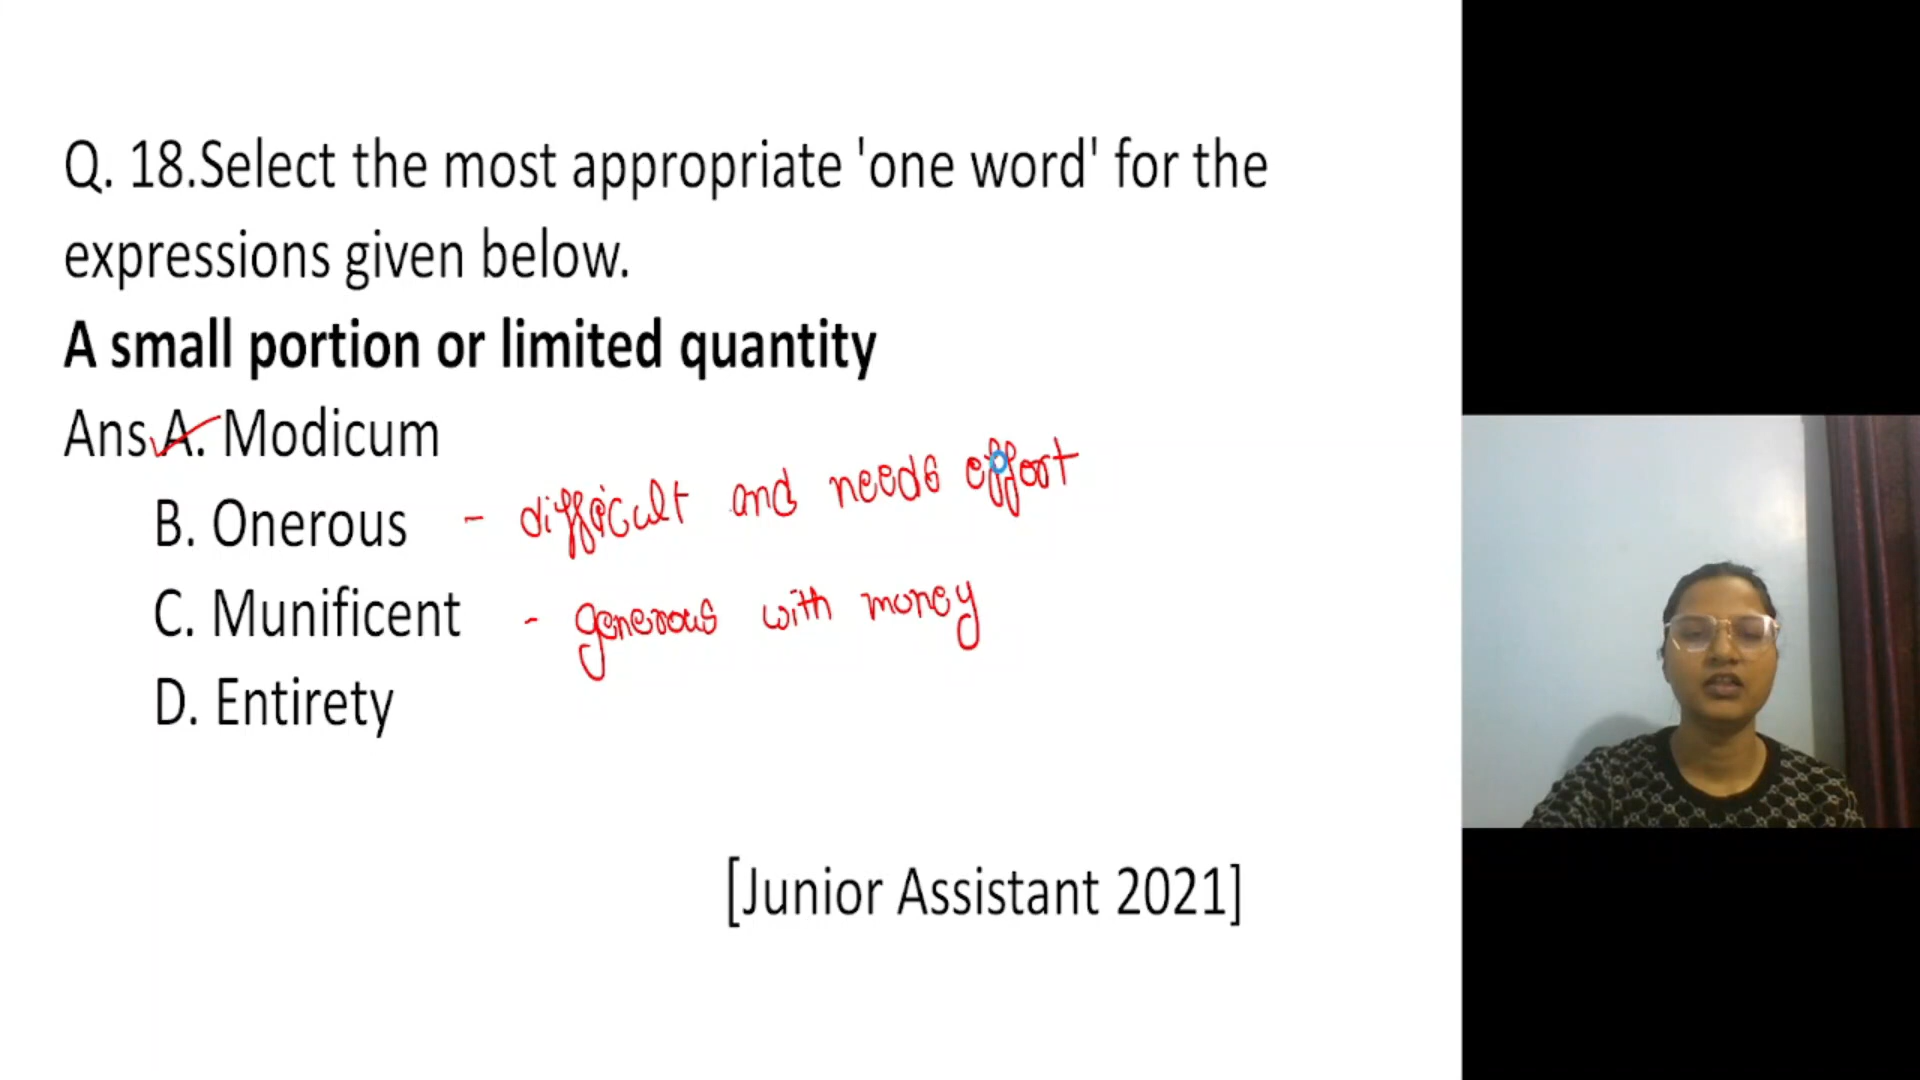 Q. 18.Select the most appropriate 'one word' for the
expressions given below.
A small portion or limited quantity
Ans A. Modicum
B. Onerous - difficult and needs effort
C. Munificent - generous with money
D. Entirety
[Junior Assistant 2021]